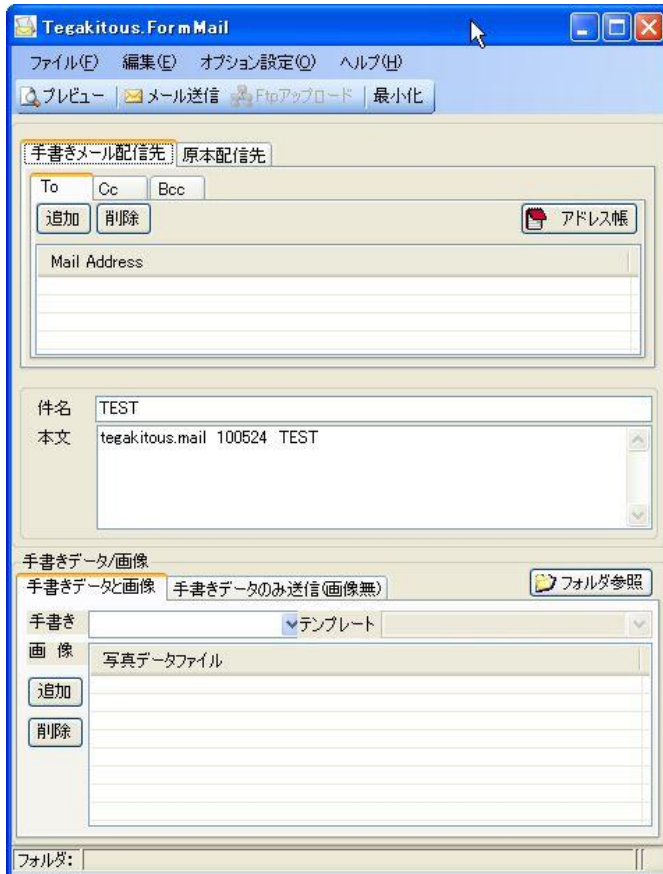 Tegakitous.FormMail
ファイル(F) 編集(E) オプション設定(O) ヘルプ(H)
プレビュー メール送信 Ftpアップロード 最小化
手書きメール配信先 原本配信先
To Cc Bcc
追加 削除 アドレス帳
Mail Address
件名 TEST
本文 tegakitous.mail 100524 TEST
手書きデータ/画像
手書きデータと画像 手書きデータのみ送信(画像無) フォルダ参照
手書き テンプレート
画 像 写真データファイル
追加
削除
フォルダ: